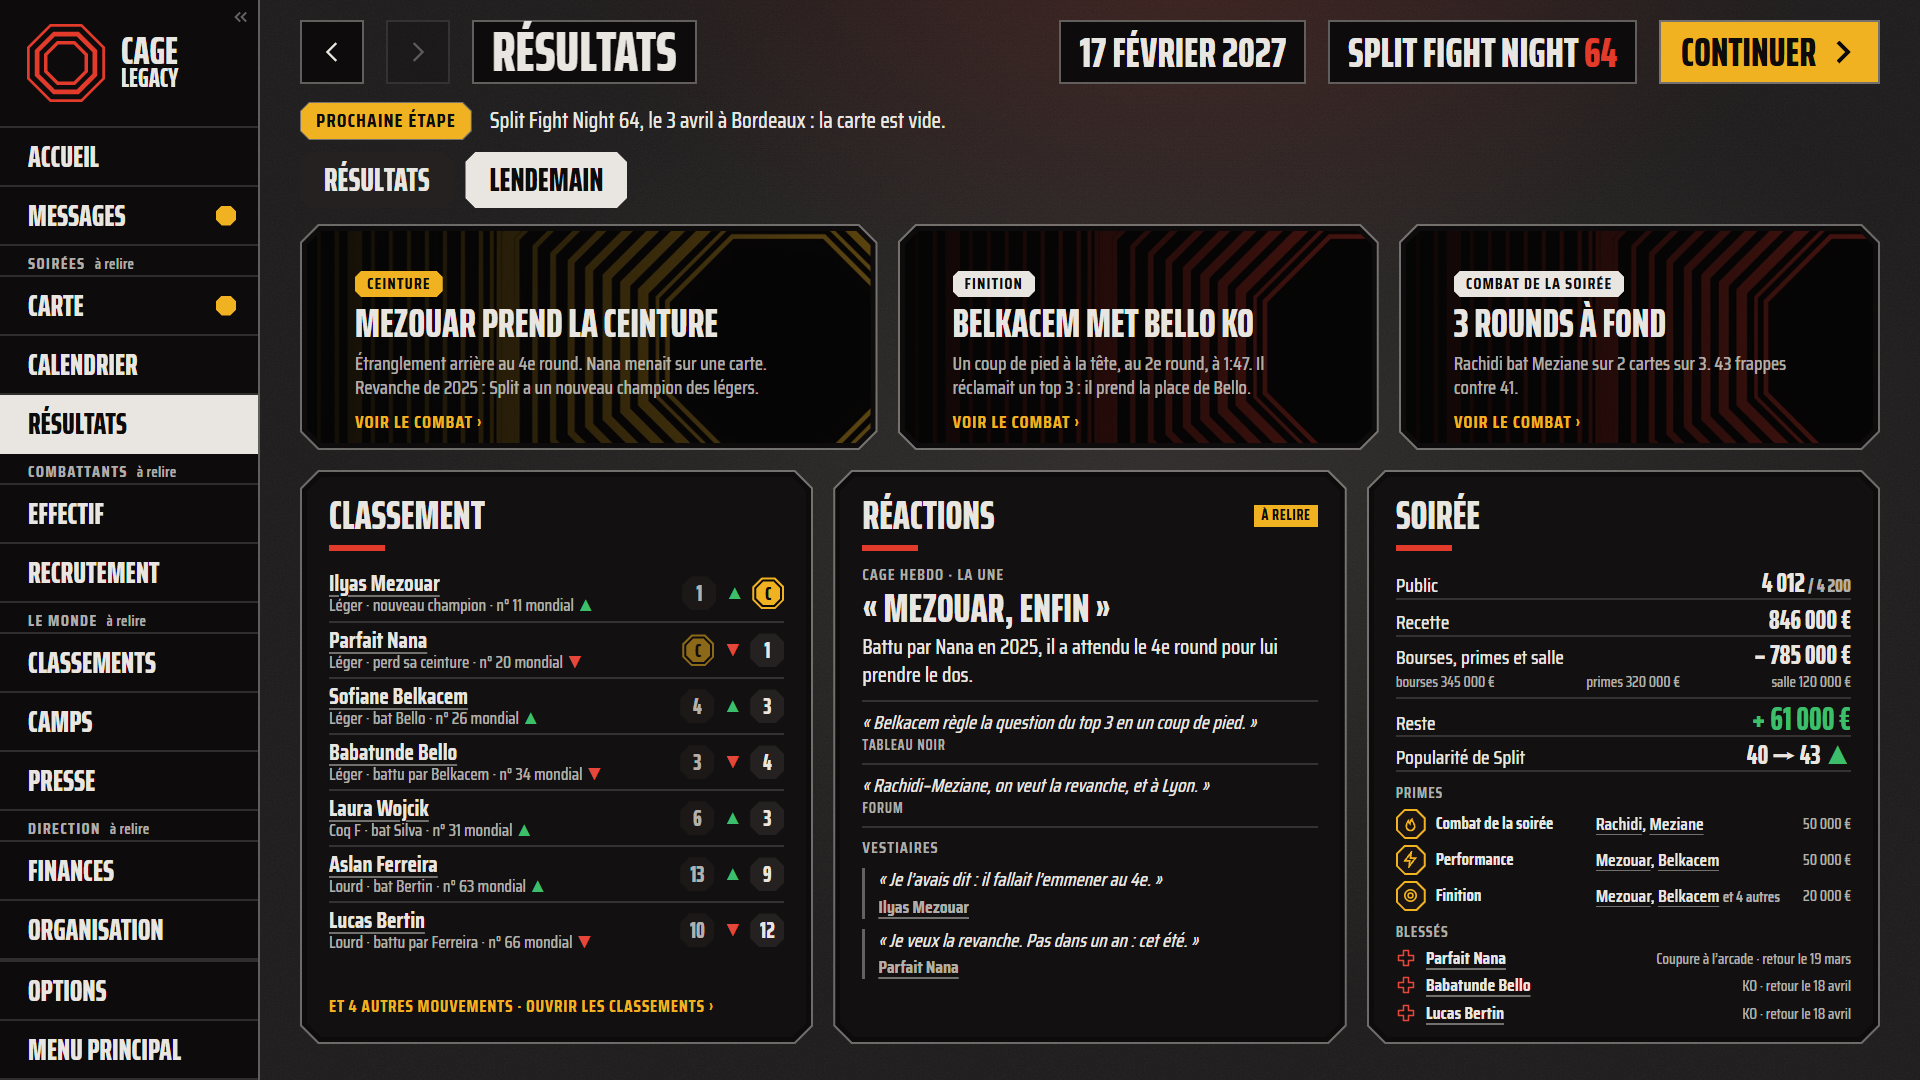 «
CAGE
LEGACY
ACCUEIL
MESSAGES
SOIRÉES à relire
CARTE
CALENDRIER
RÉSULTATS
COMBATTANTS à relire
EFFECTIF
RECRUTEMENT
LE MONDE à relire
CLASSEMENTS
CAMPS
PRESSE
DIRECTION à relire
FINANCES
ORGANISATION
OPTIONS
MENU PRINCIPAL
RÉSULTATS
17 FÉVRIER 2027
SPLIT FIGHT NIGHT 64
CONTINUER
PROCHAINE ÉTAPE Split Fight Night 64, le 3 avril à Bordeaux : la carte est vide.
RÉSULTATS
LENDEMAIN
CEINTURE
MEZOUAR PREND LA CEINTURE
Étranglement arrière au 4e round. Nana menait sur une carte.
Revanche de 2025 : Split a un nouveau champion des légers.
VOIR LE COMBAT ›
FINITION
BELKACEM MET BELLO KO
Un coup de pied à la tête, au 2e round, à 1:47. Il
réclamait un top 3 : il prend la place de Bello.
VOIR LE COMBAT ›
COMBAT DE LA SOIRÉE
3 ROUNDS À FOND
Rachidi bat Meziane sur 2 cartes sur 3. 43 frappes
contre 41.
VOIR LE COMBAT ›
CLASSEMENT
Ilyas Mezouar
Léger · nouveau champion · n° 11 mondial ▲
1 ▲ C
Parfait Nana
Léger · perd sa ceinture · n° 20 mondial ▼
C ▼ 1
Sofiane Belkacem
Léger · bat Bello · n° 26 mondial ▲
4 ▲ 3
Babatunde Bello
Léger · battu par Belkacem · n° 34 mondial ▼
3 ▼ 4
Laura Wojcik
Coq F · bat Silva · n° 31 mondial ▲
6 ▲ 3
Aslan Ferreira
Lourd · bat Bertin · n° 63 mondial ▲
13 ▲ 9
Lucas Bertin
Lourd · battu par Ferreira · n° 66 mondial ▼
10 ▼ 12
ET 4 AUTRES MOUVEMENTS · OUVRIR LES CLASSEMENTS ›
RÉACTIONS
À RELIRE
CAGE HEBDO · LA UNE
« MEZOUAR, ENFIN »
Battu par Nana en 2025, il a attendu le 4e round pour lui
prendre le dos.
« Belkacem règle la question du top 3 en un coup de pied. »
TABLEAU NOIR
« Rachidi-Meziane, on veut la revanche, et à Lyon. »
FORUM
VESTIAIRES
« Je l'avais dit : il fallait l'emmener au 4e. »
Ilyas Mezouar
« Je veux la revanche. Pas dans un an : cet été. »
Parfait Nana
SOIRÉE
Public 4 012 / 4 200
Recette 846 000 €
Bourses, primes et salle − 785 000 €
bourses 345 000 € primes 320 000 € salle 120 000 €
Reste + 61 000 €
Popularité de Split 40 → 43 ▲
PRIMES
Combat de la soirée Rachidi, Meziane 50 000 €
Performance Mezouar, Belkacem 50 000 €
Finition Mezouar, Belkacem et 4 autres 20 000 €
BLESSÉS
Parfait Nana Coupure à l'arcade · retour le 19 mars
Babatunde Bello KO · retour le 18 avril
Lucas Bertin KO · retour le 18 avril